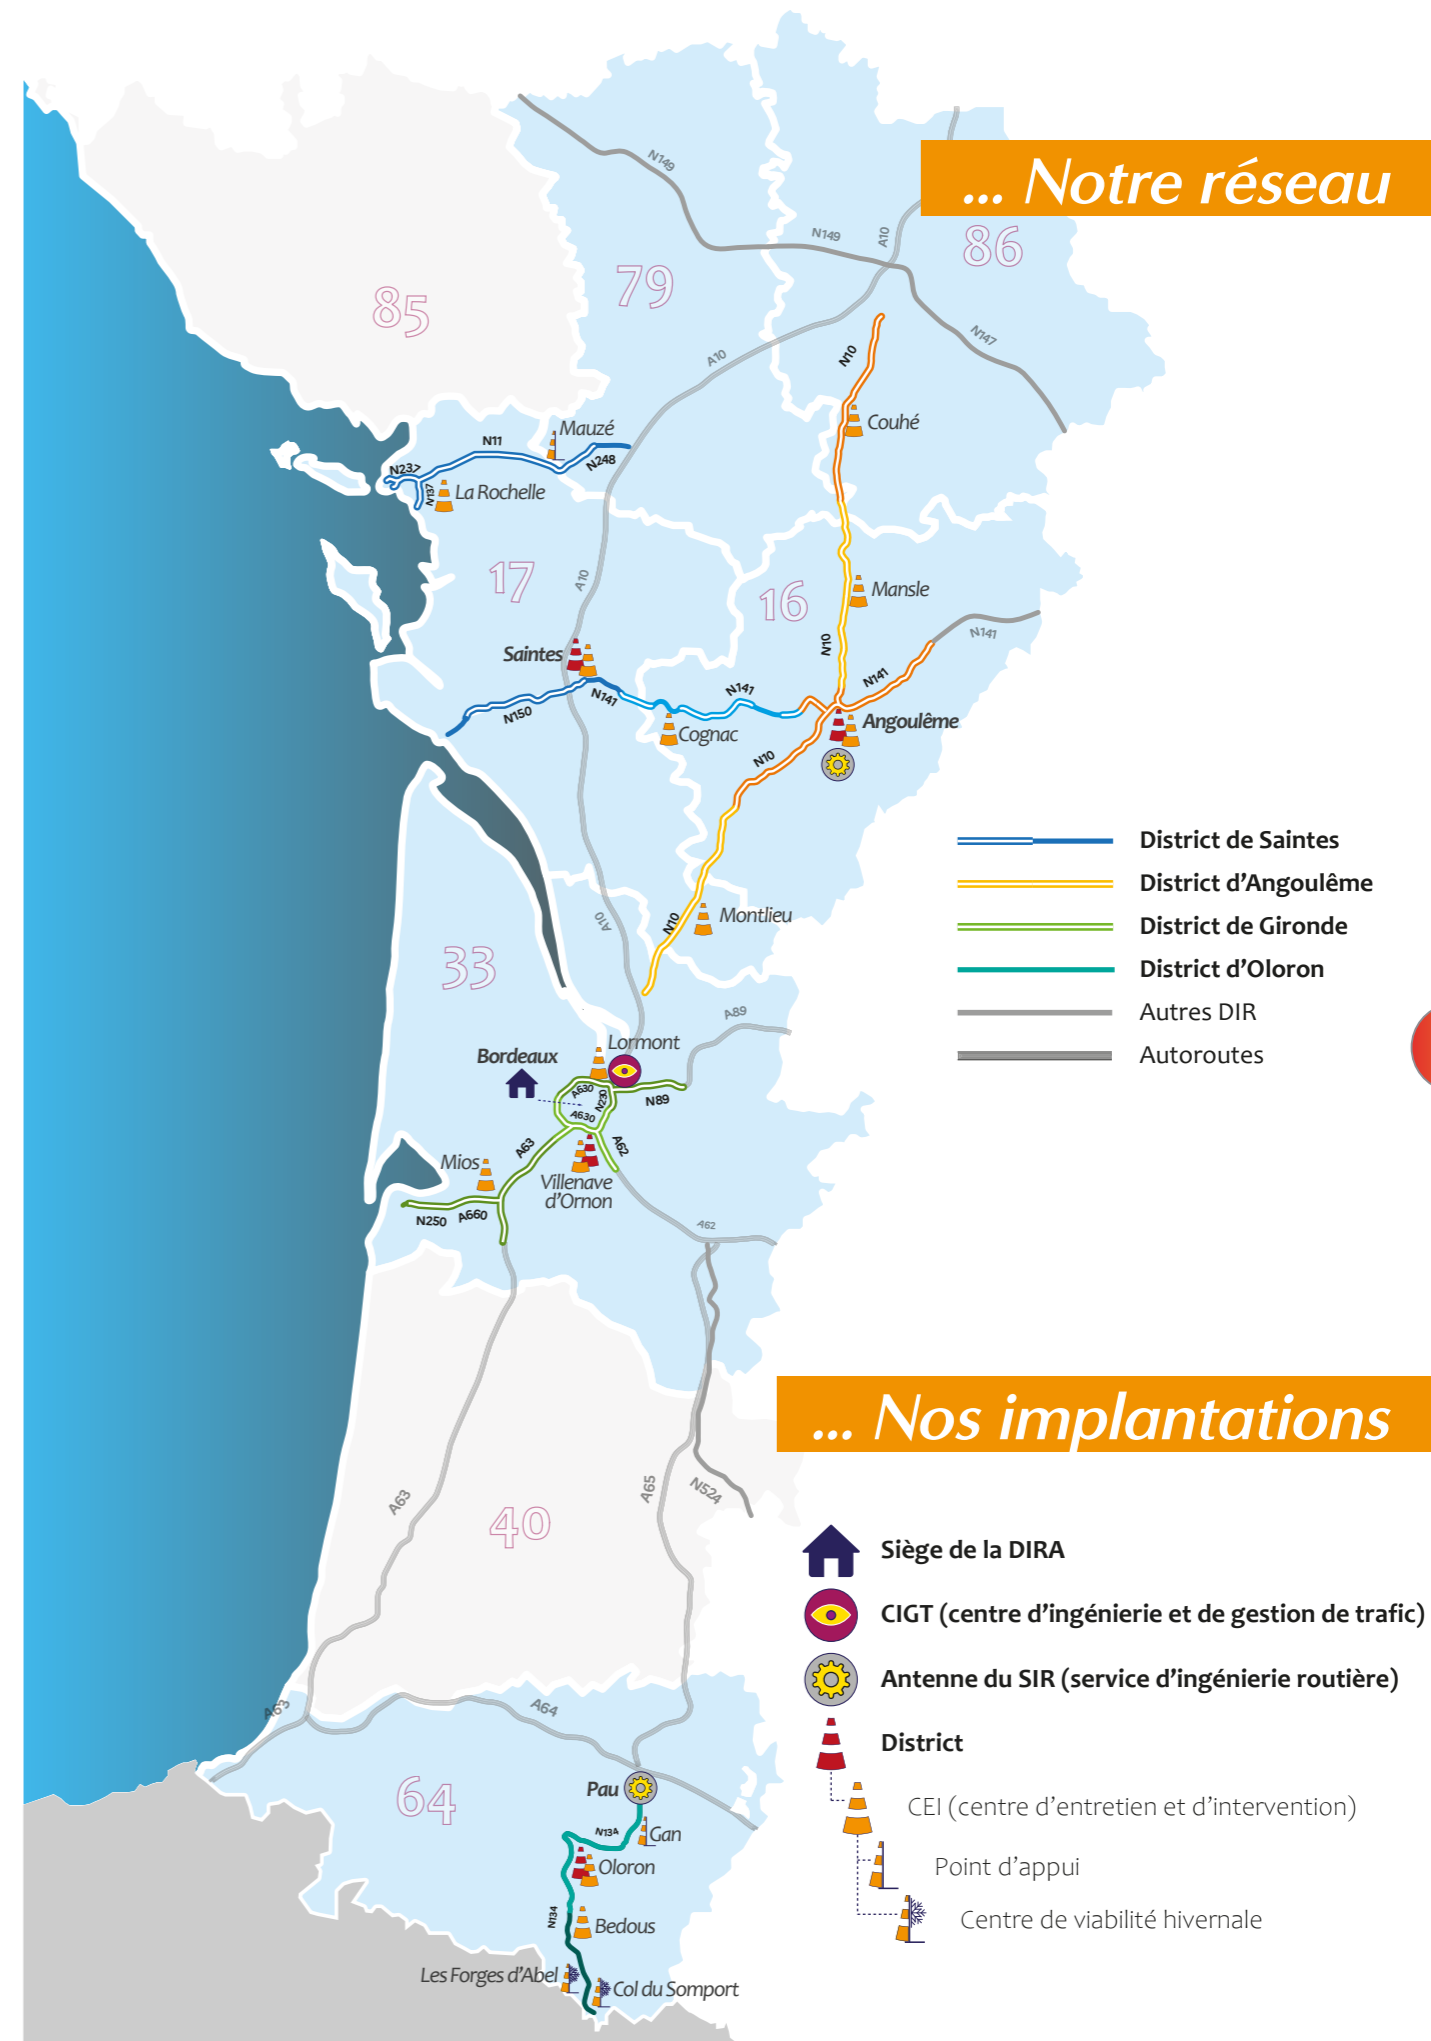 ... Notre réseau
N149
N149
A10
86
79
85
N147
A10
N10
Couhé
Mauzé
N11
N248
N237
N137
La Rochelle
17
A10
16
Mansle
N10
N141
N141
Saintes
N141
N141
N150
Cognac
Angoulême
N10
33
A10
N10
Montlieu
District de Saintes
District d'Angoulême
District de Gironde
District d'Oloron
Autres DIR
Autoroutes
A89
Lormont
Bordeaux
A630
N230
A630
N89
A63
A62
Mios
Villenave
d'Ornon
N250
A660
A62
... Nos implantations
A63
A65
N524
40
Siège de la DIRA
CIGT (centre d'ingénierie et de gestion de trafic)
Antenne du SIR (service d'ingénierie routière)
District
CEI (centre d'entretien et d'intervention)
Point d'appui
Centre de viabilité hivernale
A63
A64
64
Pau
N134
Gan
Oloron
N134
Bedous
Les Forges d'Abel
Col du Somport